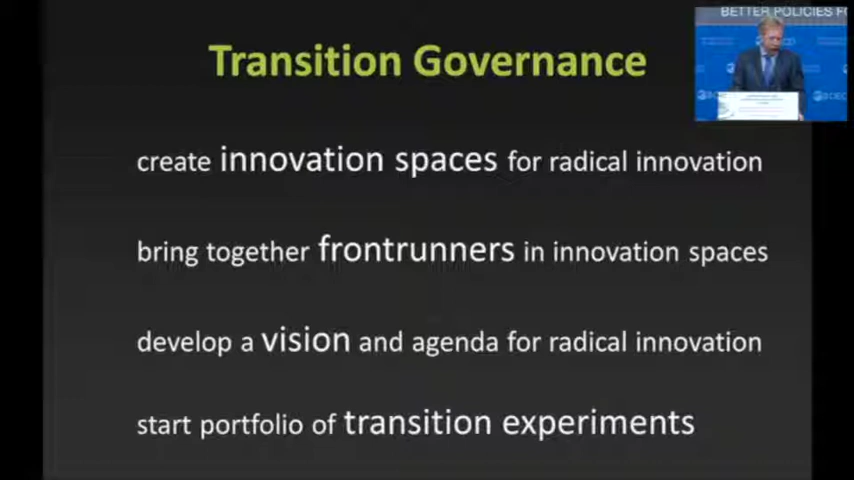 BETTER POLICIES
Transition Governance
OECD
create innovation spaces for radical innovation
bring together frontrunners in innovation spaces
develop a vision and agenda for radical innovation
start portfolio of transition experiments